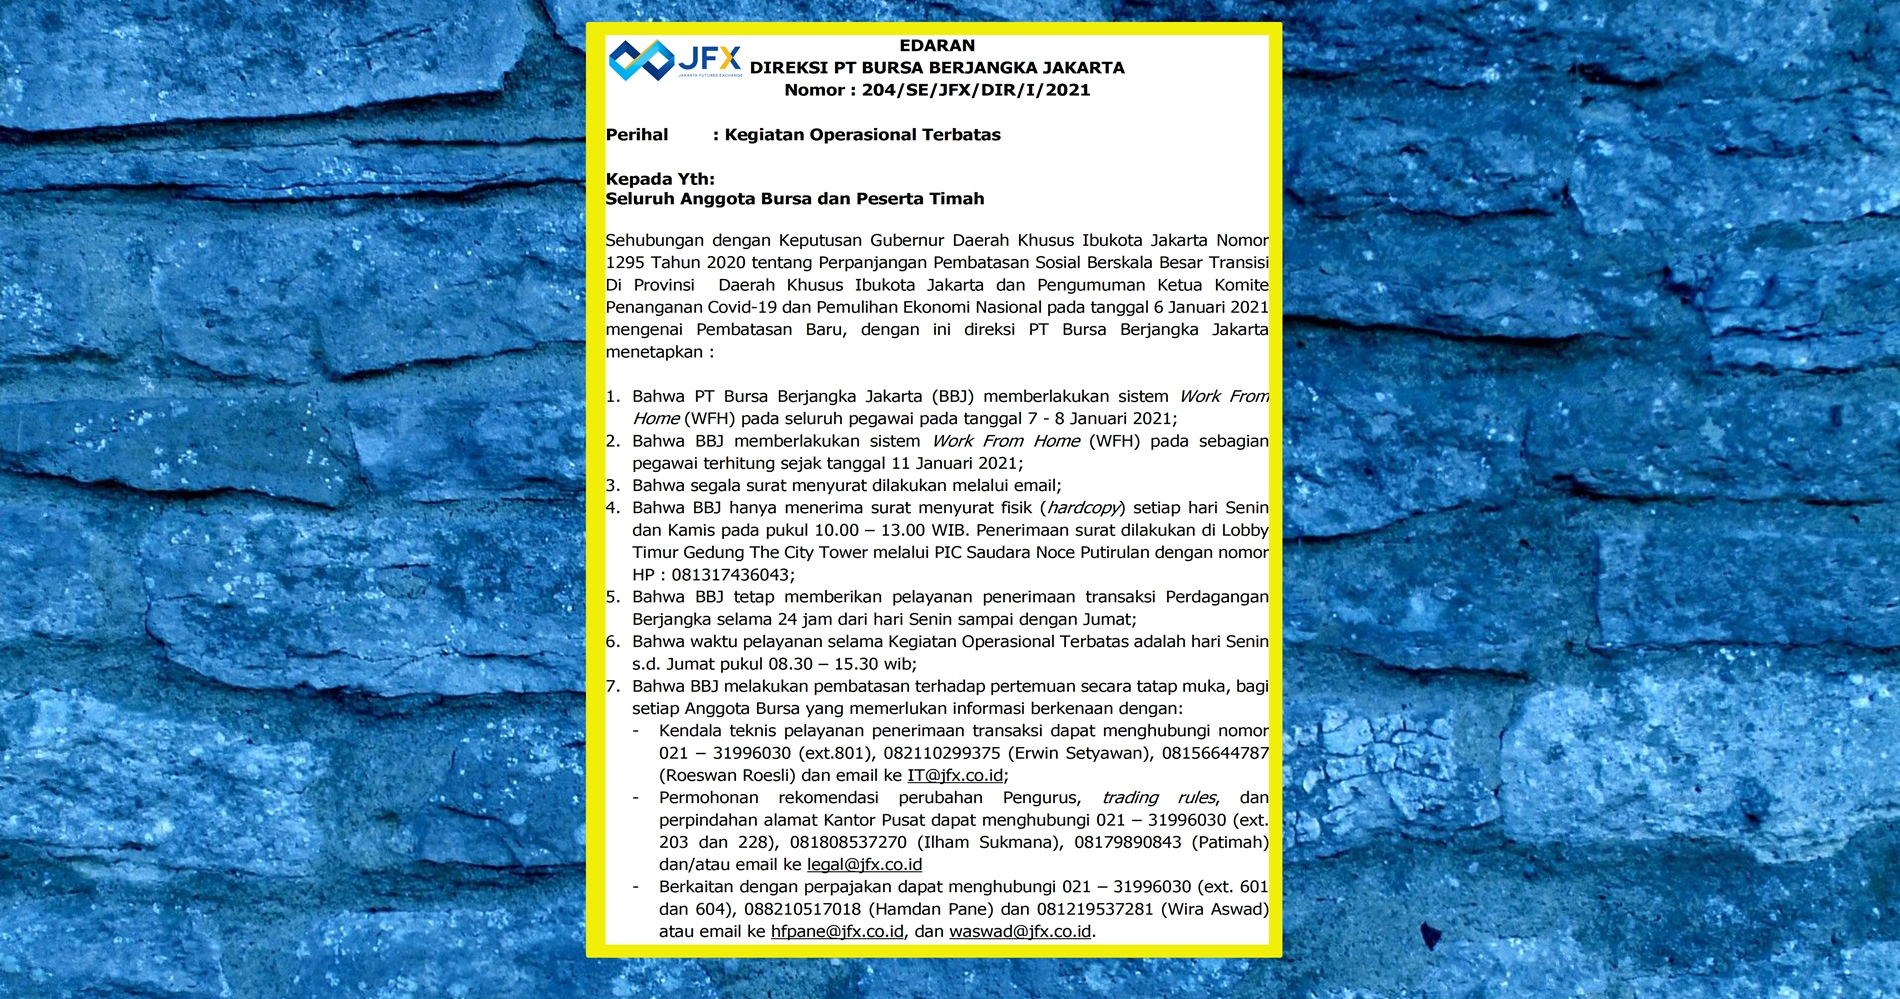 JFX
JAKARTA FUTURES EXCHANGE
EDARAN
DIREKSI PT BURSA BERJANGKA JAKARTA
Nomor : 204/SE/JFX/DIR/I/2021
Perihal : Kegiatan Operasional Terbatas
Kepada Yth:
Seluruh Anggota Bursa dan Peserta Timah
Sehubungan dengan Keputusan Gubernur Daerah Khusus Ibukota Jakarta Nomor
1295 Tahun 2020 tentang Perpanjangan Pembatasan Sosial Berskala Besar Transisi
Di Provinsi Daerah Khusus Ibukota Jakarta dan Pengumuman Ketua Komite
Penanganan Covid-19 dan Pemulihan Ekonomi Nasional pada tanggal 6 Januari 2021
mengenai Pembatasan Baru, dengan ini direksi PT Bursa Berjangka Jakarta
menetapkan :
1. Bahwa PT Bursa Berjangka Jakarta (BBJ) memberlakukan sistem Work From
Home (WFH) pada seluruh pegawai pada tanggal 7 - 8 Januari 2021;
2. Bahwa BBJ memberlakukan sistem Work From Home (WFH) pada sebagian
pegawai terhitung sejak tanggal 11 Januari 2021;
3. Bahwa segala surat menyurat dilakukan melalui email;
4. Bahwa BBJ hanya menerima surat menyurat fisik (hardcopy) setiap hari Senin
dan Kamis pada pukul 10.00 – 13.00 WIB. Penerimaan surat dilakukan di Lobby
Timur Gedung The City Tower melalui PIC Saudara Noce Putirulan dengan nomor
HP : 081317436043;
5. Bahwa BBJ tetap memberikan pelayanan penerimaan transaksi Perdagangan
Berjangka selama 24 jam dari hari Senin sampai dengan Jumat;
6. Bahwa waktu pelayanan selama Kegiatan Operasional Terbatas adalah hari Senin
s.d. Jumat pukul 08.30 – 15.30 wib;
7. Bahwa BBJ melakukan pembatasan terhadap pertemuan secara tatap muka, bagi
setiap Anggota Bursa yang memerlukan informasi berkenaan dengan:
- Kendala teknis pelayanan penerimaan transaksi dapat menghubungi nomor
021 – 31996030 (ext.801), 082110299375 (Erwin Setyawan), 08156644787
(Roeswan Roesli) dan email ke IT@jfx.co.id;
- Permohonan rekomendasi perubahan Pengurus, trading rules, dan
perpindahan alamat Kantor Pusat dapat menghubungi 021 – 31996030 (ext.
203 dan 228), 081808537270 (Ilham Sukmana), 08179890843 (Patimah)
dan/atau email ke legal@jfx.co.id
- Berkaitan dengan perpajakan dapat menghubungi 021 – 31996030 (ext. 601
dan 604), 088210517018 (Hamdan Pane) dan 081219537281 (Wira Aswad)
atau email ke hfpane@jfx.co.id, dan waswad@jfx.co.id.